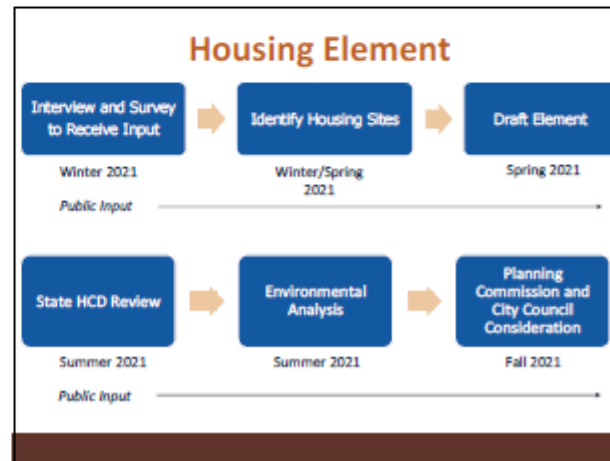 Housing Element
Interview and Survey
to Receive Input
Identify Housing Sites
Draft Element
Winter 2021
Winter/Spring
2021
Spring 2021
Public Input
State HCD Review
Environmental
Analysis
Planning
Commission and
City Council
Consideration
Summer 2021
Summer 2021
Fall 2021
Public Input